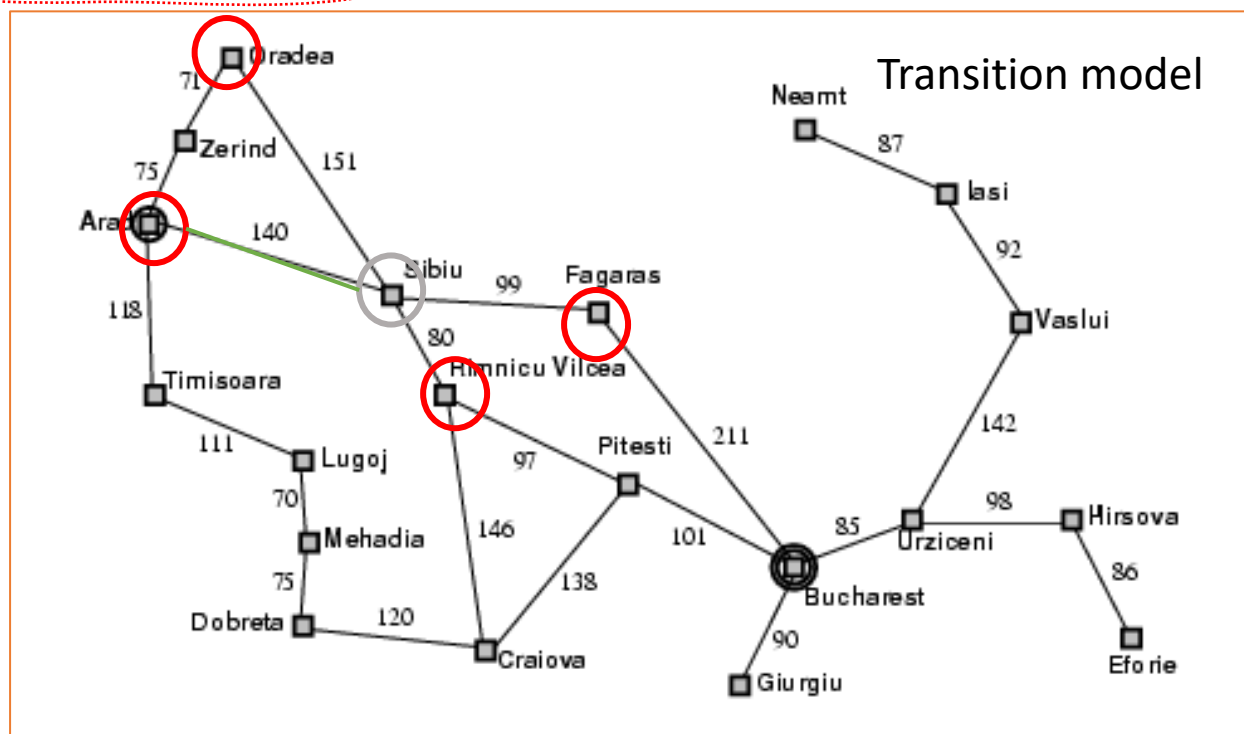 Oradea
Transition model
71
Neamt
Zerind
87
151
75
Iasi
Arad
140
92
Sibiu
Fagaras
99
118
Vaslui
80
Rimnicu Vilcea
Timisoara
142
111
211
Pitesti
Lugoj
97
70
98
Hirsova
146
85
Mehadia
101
Urziceni
138
86
75
Bucharest
Dobreta
120
90
Craiova
Eforie
Giurgiu